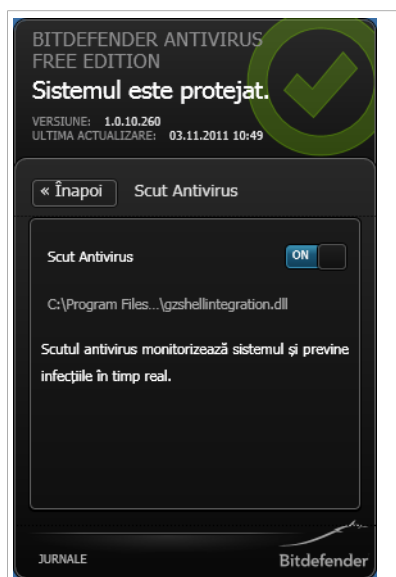 BITDEFENDER ANTIVIRUS
FREE EDITION
Sistemul este protejat.
VERSIUNE: 1.0.10.260
ULTIMA ACTUALIZARE: 03.11.2011 10:49
« Înapoi Scut Antivirus
Scut Antivirus ON
C:\Program Files...\gzshellintegration.dll
Scutul antivirus monitorizează sistemul și previne
infecțiile în timp real.
JURNALE Bitdefender